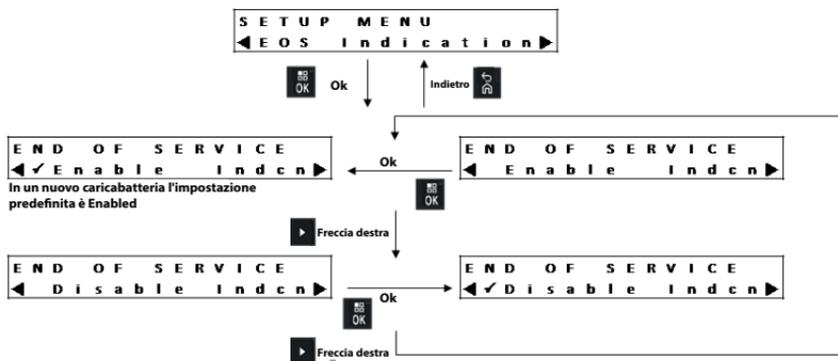 SETUP MENU
◀EOS Indication▶
OK
Ok
Indietro
END OF SERVICE
◀✓Enable Indcn▶
Ok
OK
END OF SERVICE
◀ Enable Indcn▶
In un nuovo caricabatteria l'impostazione
predefinita è Enabled
Freccia destra
END OF SERVICE
◀ Disable Indcn▶
Ok
OK
END OF SERVICE
◀✓Disable Indcn▶
Freccia destra